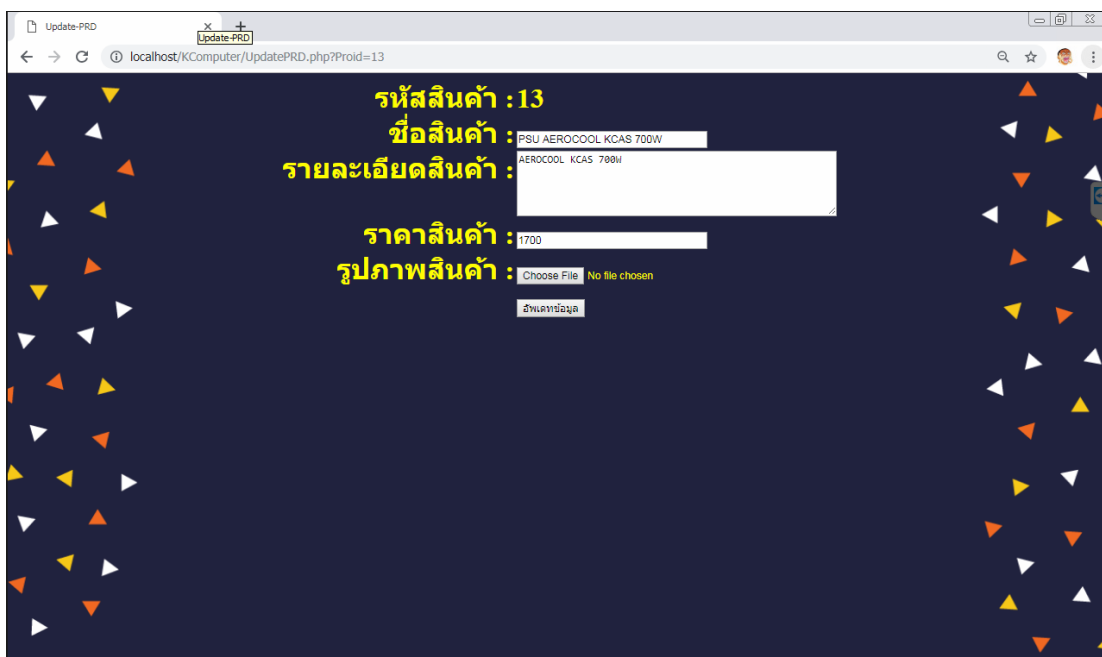 Update-PRD
Update-PRD
localhost/KComputer/UpdatePRD.php?Proid=13
รหัสสินค้า :13
ชื่อสินค้า : PSU AEROCOOL KCAS 700W
รายละเอียดสินค้า : AEROCOOL KCAS 700W
ราคาสินค้า : 1700
รูปภาพสินค้า : Choose File No file chosen
อัพเดทข้อมูล